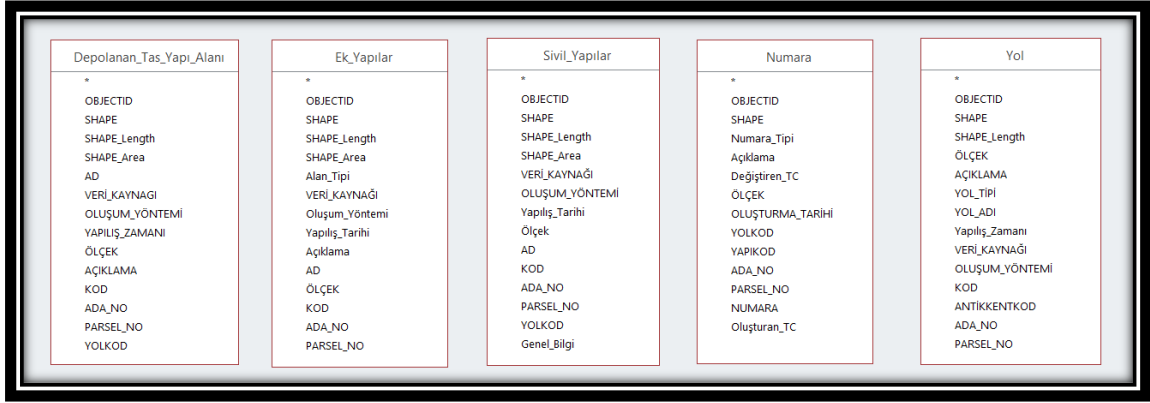 Depolanan_Tas_Yapı_Alanı
*
OBJECTID
SHAPE
SHAPE_Length
SHAPE_Area
AD
VERİ_KAYNAGI
OLUŞUM_YÖNTEMİ
YAPILIŞ_ZAMANI
ÖLÇEK
AÇIKLAMA
KOD
ADA_NO
PARSEL_NO
YOLKOD
Ek_Yapılar
*
OBJECTID
SHAPE
SHAPE_Length
SHAPE_Area
Alan_Tipi
VERİ_KAYNAĞI
Oluşum_Yöntemi
Yapılış_Tarihi
Açıklama
AD
ÖLÇEK
KOD
ADA_NO
PARSEL_NO
Sivil_Yapılar
*
OBJECTID
SHAPE
SHAPE_Length
SHAPE_Area
VERİ_KAYNAĞI
OLUŞUM_YÖNTEMİ
Yapılış_Tarihi
Ölçek
AD
KOD
ADA_NO
PARSEL_NO
YOLKOD
Genel_Bilgi
Numara
*
OBJECTID
SHAPE
Numara_Tipi
Açıklama
Değiştiren_TC
ÖLÇEK
OLUŞTURMA_TARİHİ
YOLKOD
YAPIKOD
ADA_NO
PARSEL_NO
NUMARA
Oluşturan_TC
Yol
*
OBJECTID
SHAPE
SHAPE_Length
ÖLÇEK
AÇIKLAMA
YOL_TİPİ
YOL_ADI
Yapılış_Zamanı
VERİ_KAYNAĞI
OLUŞUM_YÖNTEMİ
KOD
ANTİKKENTKOD
ADA_NO
PARSEL_NO